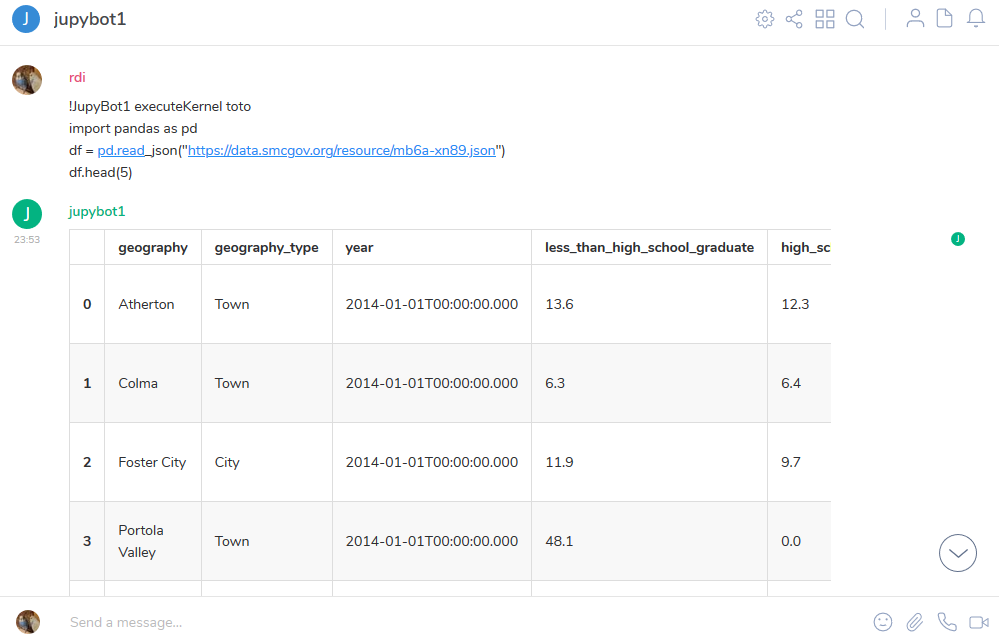 J jupybot1
rdi
!JupyBot1 executeKernel toto
import pandas as pd
df = pd.read_json("https://data.smcgov.org/resource/mb6a-xn89.json")
df.head(5)
J jupybot1
23:53
geography geography_type year less_than_high_school_graduate high_sc
J
0 Atherton Town 2014-01-01T00:00:00.000 13.6 12.3
1 Colma Town 2014-01-01T00:00:00.000 6.3 6.4
2 Foster City City 2014-01-01T00:00:00.000 11.9 9.7
3 Portola Valley Town 2014-01-01T00:00:00.000 48.1 0.0
Send a message...